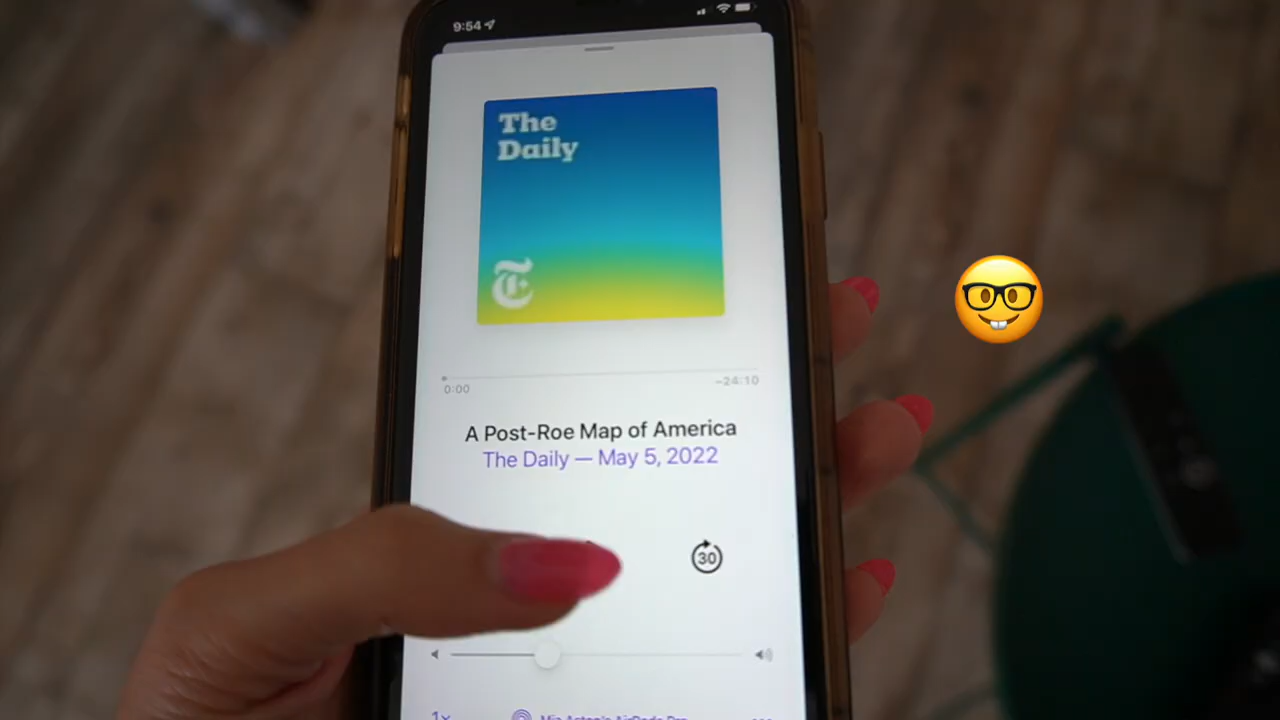 9:54
The
Daily
0:00
-24:10
A Post-Roe Map of America
The Daily — May 5, 2022
30
1x